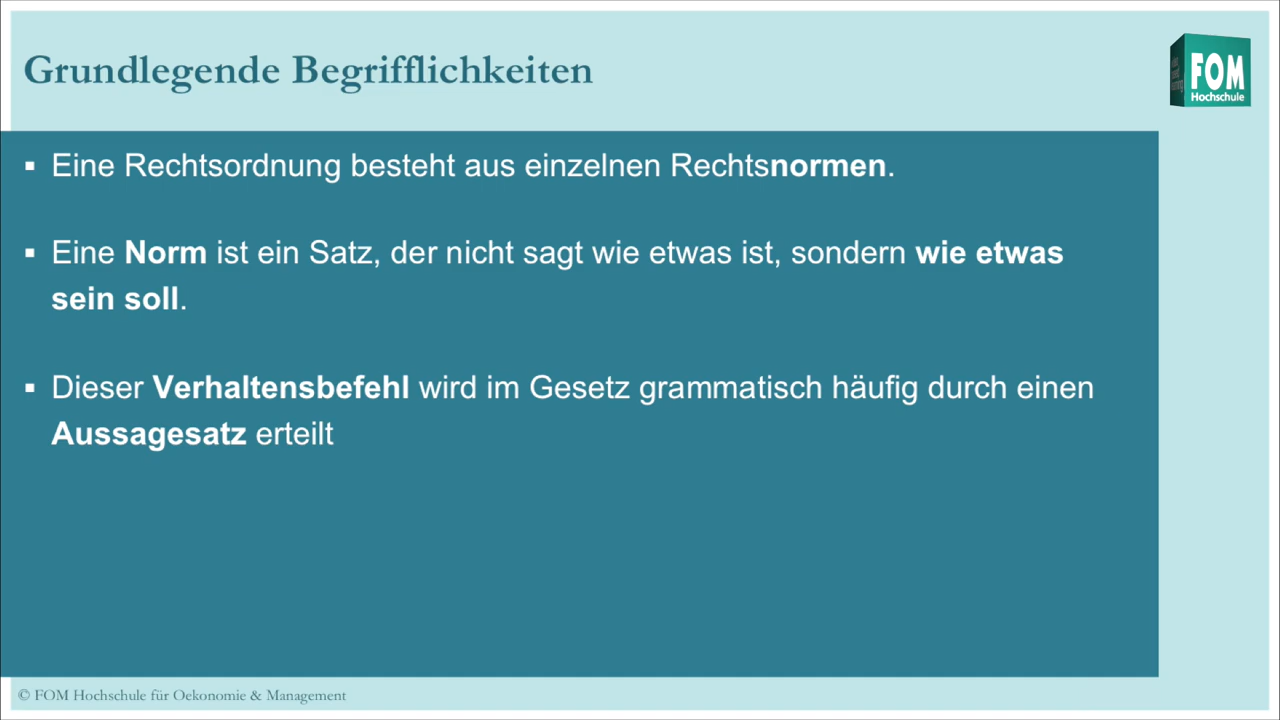 Grundlegende Begrifflichkeiten
FOM
Hochschule
▪ Eine Rechtsordnung besteht aus einzelnen Rechtsnormen.
▪ Eine Norm ist ein Satz, der nicht sagt wie etwas ist, sondern wie etwas
sein soll.
▪ Dieser Verhaltensbefehl wird im Gesetz grammatisch häufig durch einen
Aussagesatz erteilt
© FOM Hochschule für Oekonomie & Management